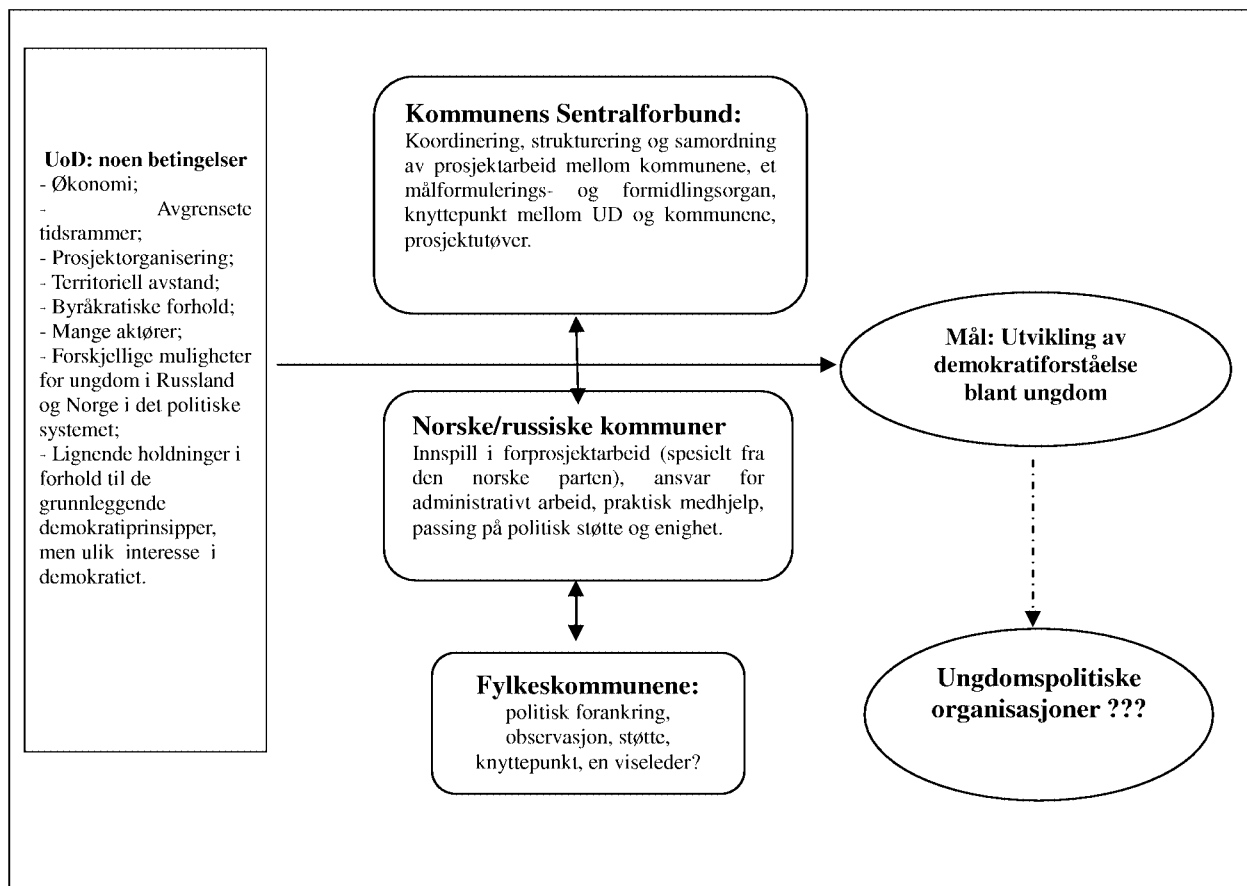 UoD: noen betingelser
- Økonomi;
- Avgrensete
tidsrammer;
- Prosjektorganisering;
- Territoriell avstand;
- Byråkratiske forhold;
- Mange aktører;
- Forskjellige muligheter
for ungdom i Russland
og Norge i det politiske
systemet;
- Lignende holdninger i
forhold til de
grunnleggende
demokratiprinsipper,
men ulik interesse i
demokratiet.
Kommunens Sentralforbund:
Koordinering, strukturering og samordning
av prosjektarbeid mellom kommunene, et
målformulerings- og formidlingsorgan,
knyttepunkt mellom UD og kommunene,
prosjektutøver.
Norske/russiske kommuner
Innspill i forprosjektarbeid (spesielt fra
den norske parten), ansvar for
administrativt arbeid, praktisk medhjelp,
passing på politisk støtte og enighet.
Fylkeskommunene:
politisk forankring,
observasjon, støtte,
knyttepunkt, en viseleder?
Mål: Utvikling av
demokratiforståelse
blant ungdom
Ungdomspolitiske
organisasjoner ???